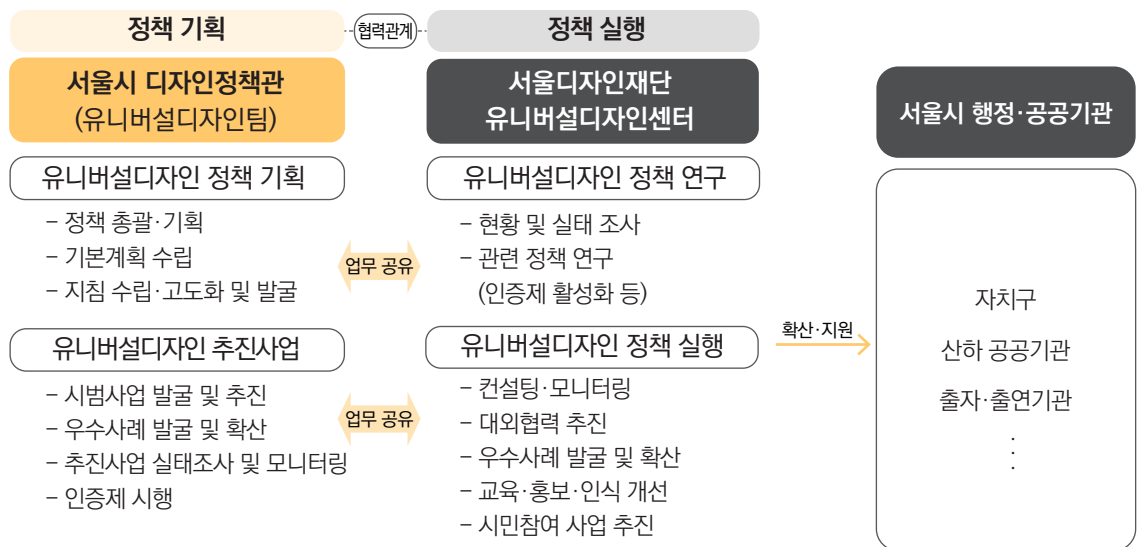 정책 기획
협력관계
정책 실행
서울시 디자인정책관
(유니버설디자인팀)
서울디자인재단
유니버설디자인센터
서울시 행정·공공기관
유니버설디자인 정책 기획
- 정책 총괄·기획
- 기본계획 수립
- 지침 수립·고도화 및 발굴
업무 공유
유니버설디자인 정책 연구
- 현황 및 실태 조사
- 관련 정책 연구
(인증제 활성화 등)
유니버설디자인 추진사업
- 시범사업 발굴 및 추진
- 우수사례 발굴 및 확산
- 추진사업 실태조사 및 모니터링
- 인증제 시행
업무 공유
유니버설디자인 정책 실행
- 컨설팅·모니터링
- 대외협력 추진
- 우수사례 발굴 및 확산
- 교육·홍보·인식 개선
- 시민참여 사업 추진
확산·지원
자치구
산하 공공기관
출자·출연기관
·
·
·